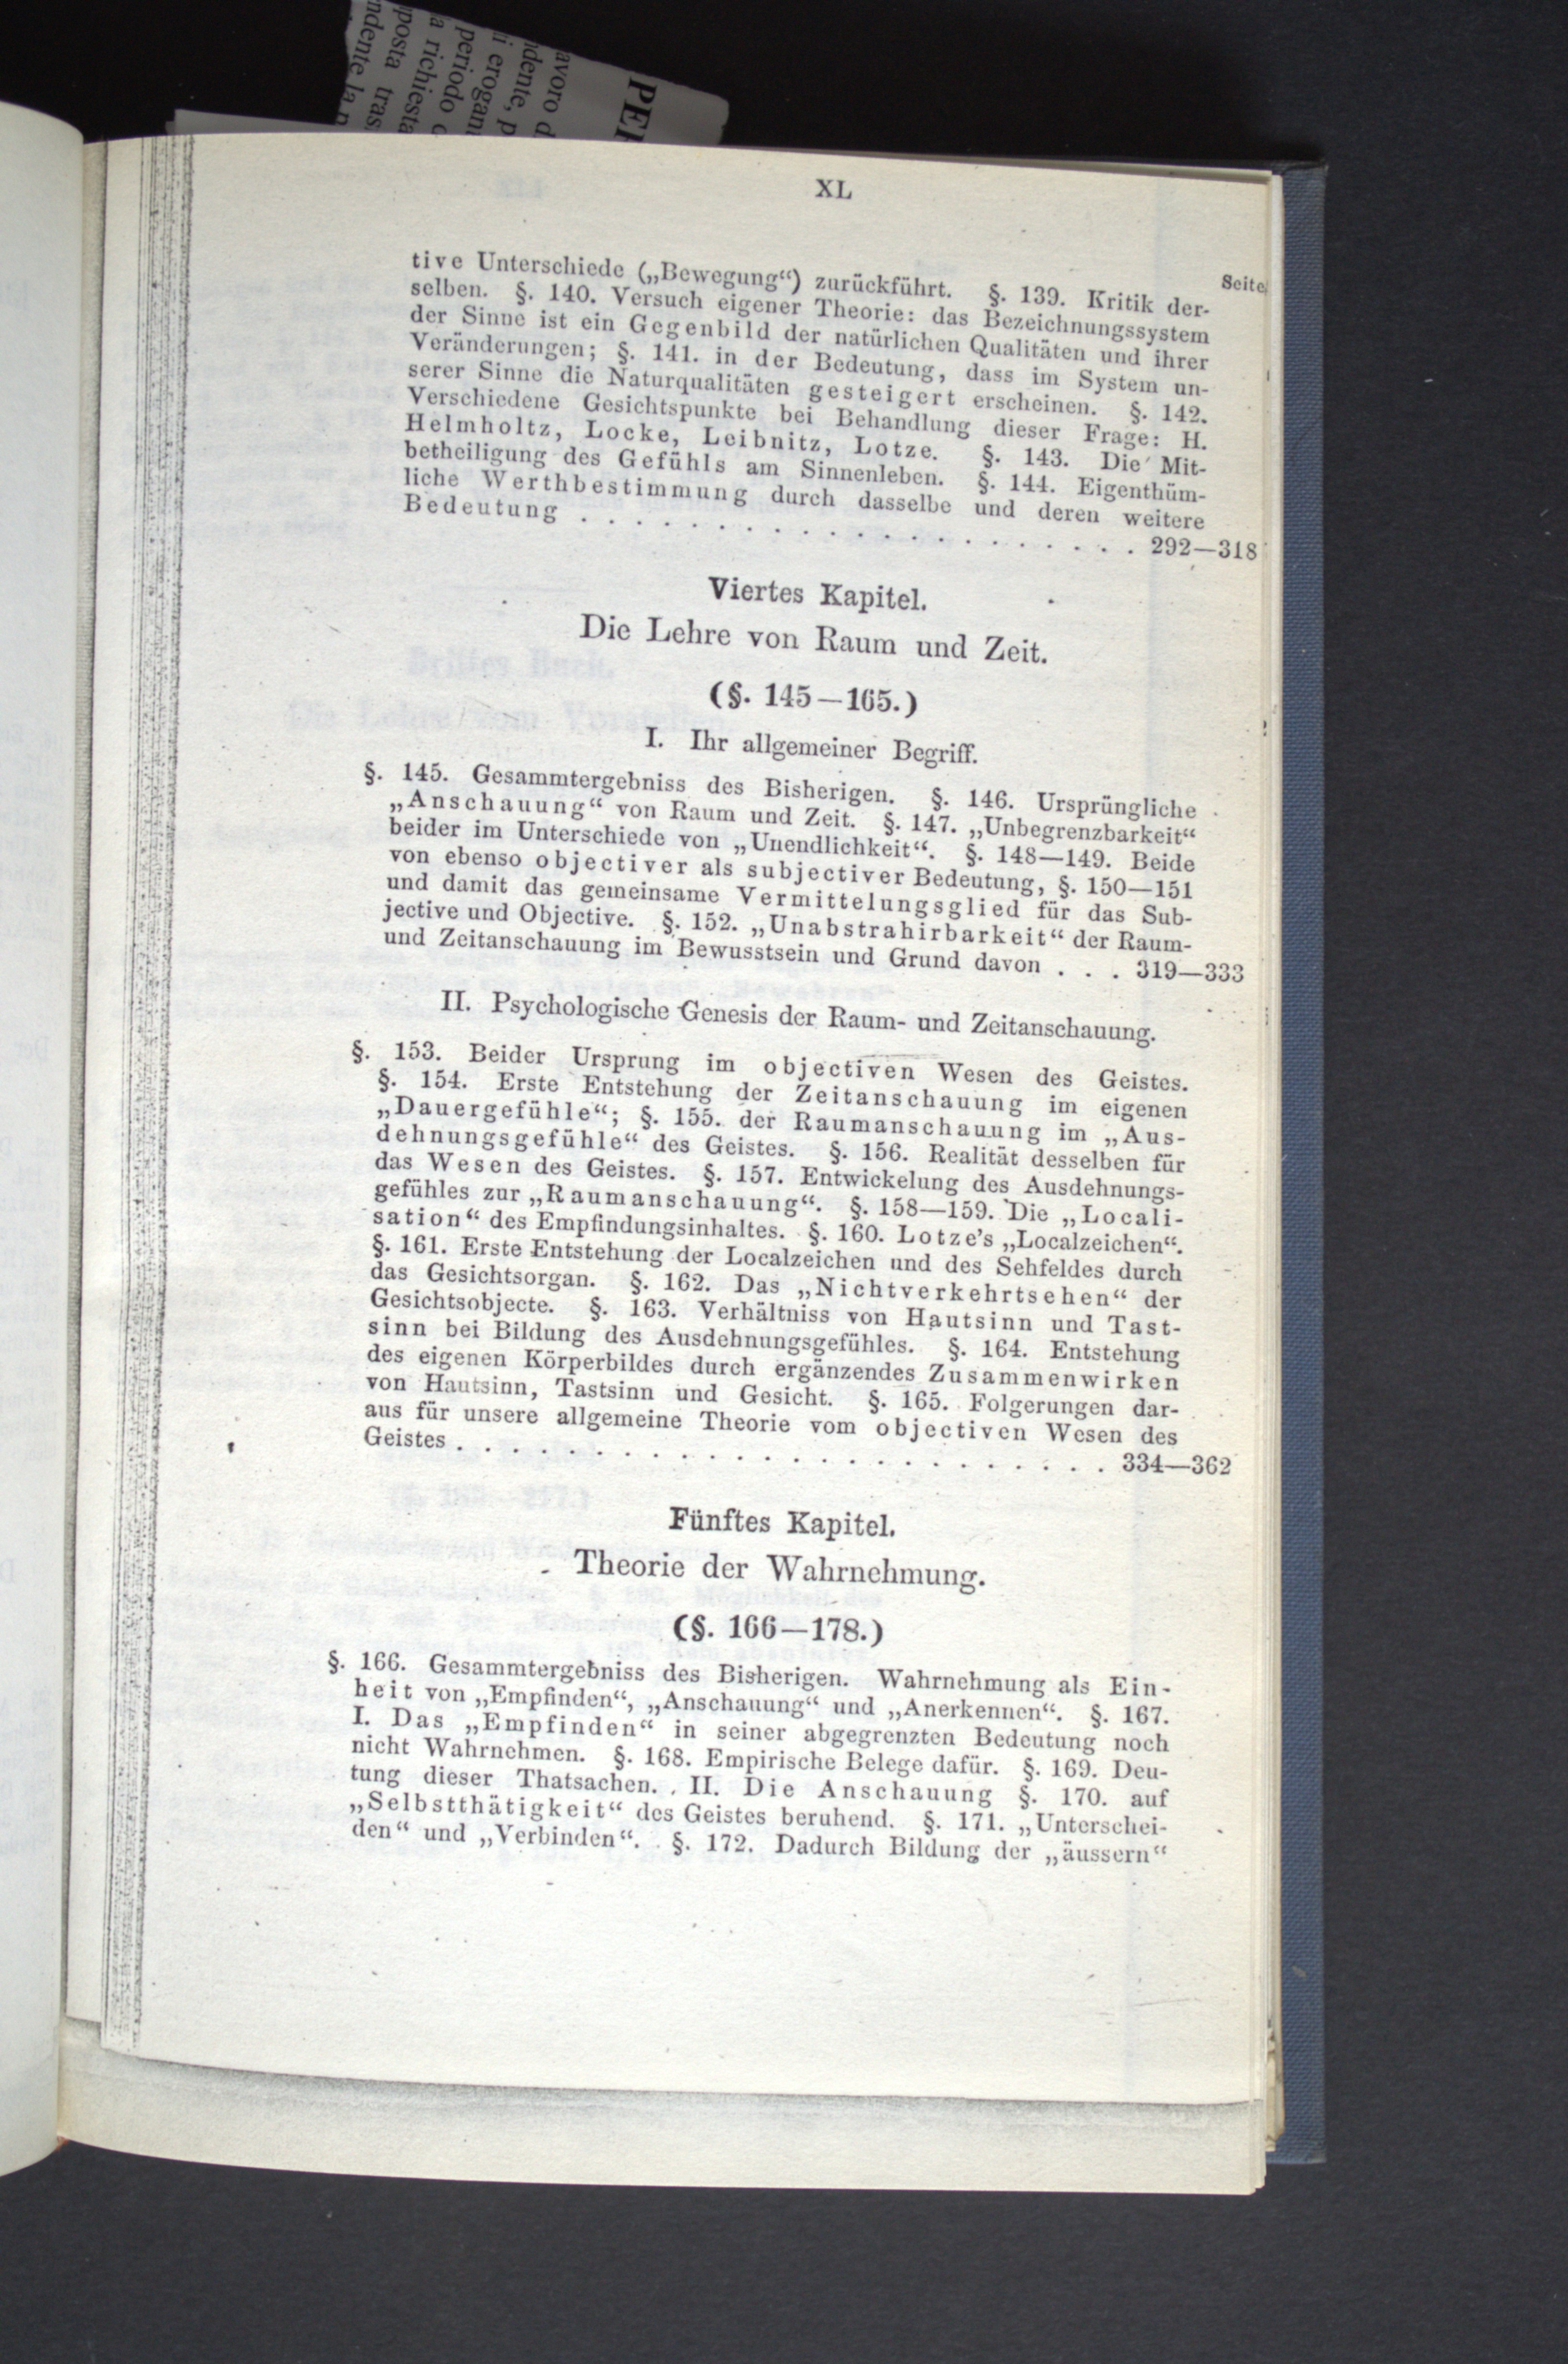 PER
avoro d
dente, p
i erogan
periodo c
a richiesta
posta tras
ndente la p
XL
Seite
tive Unterschiede („Bewegung“) zurückführt. §. 139. Kritik der-
selben. §. 140. Versuch eigener Theorie: das Bezeichnungssystem
der Sinne ist ein Gegenbild der natürlichen Qualitäten und ihrer
Veränderungen; §. 141. in der Bedeutung, dass im System un-
serer Sinne die Naturqualitäten gesteigert erscheinen. §. 142.
Verschiedene Gesichtspunkte bei Behandlung dieser Frage: H.
Helmholtz, Locke, Leibnitz, Lotze. §. 143. Die Mit-
betheiligung des Gefühls am Sinnenleben. §. 144. Eigenthüm-
liche Werthbestimmung durch dasselbe und deren weitere
Bedeutung . . . . . . . . . . . . . . . . . . . . . 292—318
Viertes Kapitel.
Die Lehre von Raum und Zeit.
(§. 145—165.)
I. Ihr allgemeiner Begriff.
§. 145. Gesammtergebniss des Bisherigen. §. 146. Ursprüngliche
„Anschauung“ von Raum und Zeit. §. 147. „Unbegrenzbarkeit“
beider im Unterschiede von „Unendlichkeit“. §. 148—149. Beide
von ebenso objectiver als subjectiver Bedeutung, §. 150—151
und damit das gemeinsame Vermittelungsglied für das Sub-
jective und Objective. §. 152. „Unabstrahirbarkeit“ der Raum-
und Zeitanschauung im Bewusstsein und Grund davon . . . 319—333
II. Psychologische Genesis der Raum- und Zeitanschauung.
§. 153. Beider Ursprung im objectiven Wesen des Geistes.
§. 154. Erste Entstehung der Zeitanschauung im eigenen
„Dauergefühle“; §. 155. der Raumanschauung im „Aus-
dehnungsgefühle“ des Geistes. §. 156. Realität desselben für
das Wesen des Geistes. §. 157. Entwickelung des Ausdehnungs-
gefühles zur „Raumanschauung“. §. 158—159. Die „Locali-
sation“ des Empfindungsinhaltes. §. 160. Lotze's „Localzeichen“.
§. 161. Erste Entstehung der Localzeichen und des Sehfeldes durch
das Gesichtsorgan. §. 162. Das „Nichtverkehrtsehen“ der
Gesichtsobjecte. §. 163. Verhältniss von Hautsinn und Tast-
sinn bei Bildung des Ausdehnungsgefühles. §. 164. Entstehung
des eigenen Körperbildes durch ergänzendes Zusammenwirken
von Hautsinn, Tastsinn und Gesicht. §. 165. Folgerungen dar-
aus für unsere allgemeine Theorie vom objectiven Wesen des
Geistes . . . . . . . . . . . . . . . . . . . . . . . . 334—362
Fünftes Kapitel.
Theorie der Wahrnehmung.
(§. 166—178.)
§. 166. Gesammtergebniss des Bisherigen. Wahrnehmung als Ein-
heit von „Empfinden“, „Anschauung“ und „Anerkennen“. §. 167.
I. Das „Empfinden“ in seiner abgegrenzten Bedeutung noch
nicht Wahrnehmen. §. 168. Empirische Belege dafür. §. 169. Deu-
tung dieser Thatsachen. II. Die Anschauung §. 170. auf
„Selbstthätigkeit“ des Geistes beruhend. §. 171. „Unterschei-
den“ und „Verbinden“. §. 172. Dadurch Bildung der „äussern“